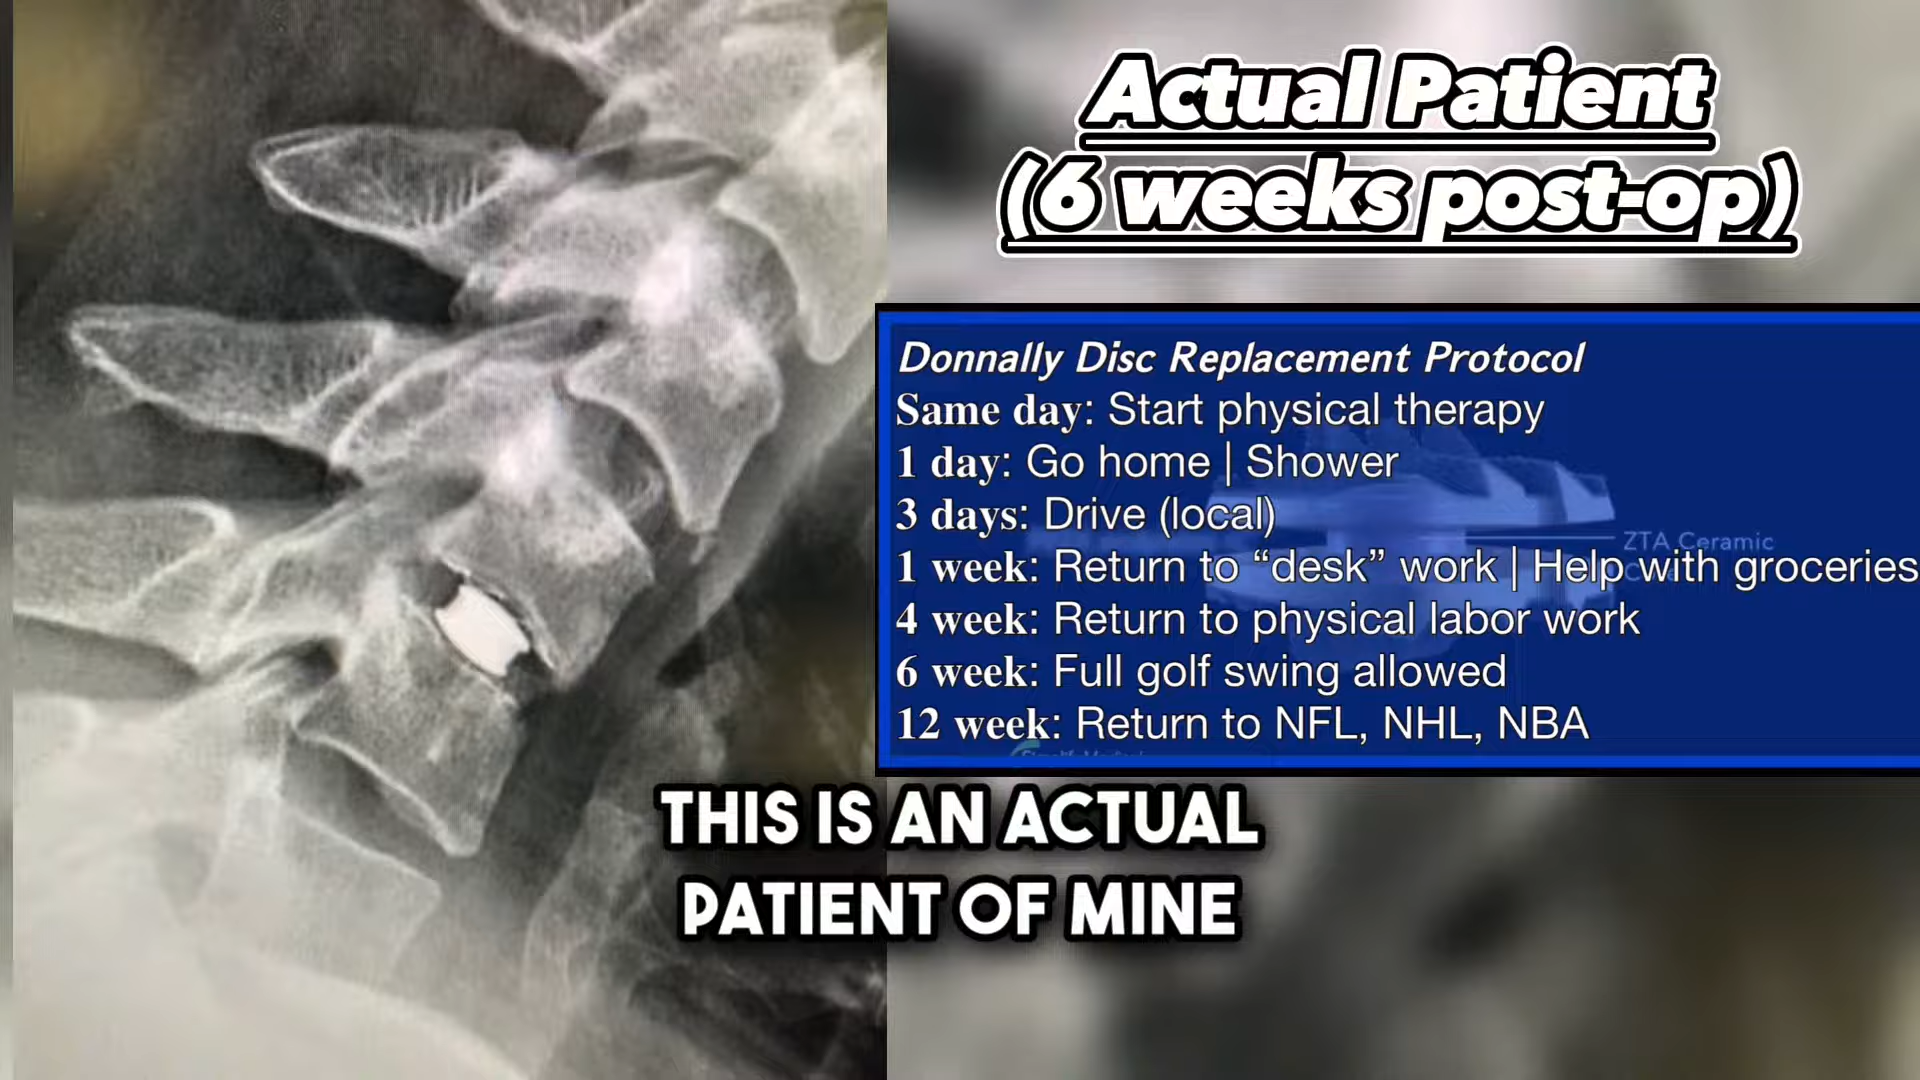 Actual Patient
(6 weeks post-op)
Donnally Disc Replacement Protocol
Same day: Start physical therapy
1 day: Go home | Shower
3 days: Drive (local)
ZTA Ceramic
1 week: Return to “desk” work | Help with groceries
4 week: Return to physical labor work
6 week: Full golf swing allowed
12 week: Return to NFL, NHL, NBA
THIS IS AN ACTUAL
PATIENT OF MINE